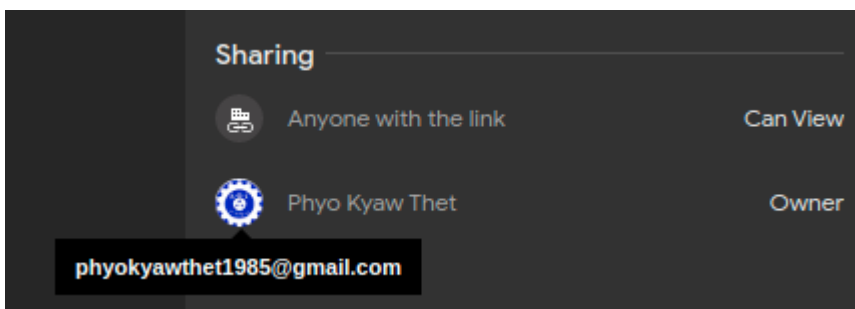 Sharing
Anyone with the link Can View
Phyo Kyaw Thet Owner
phyokyawthet1985@gmail.com